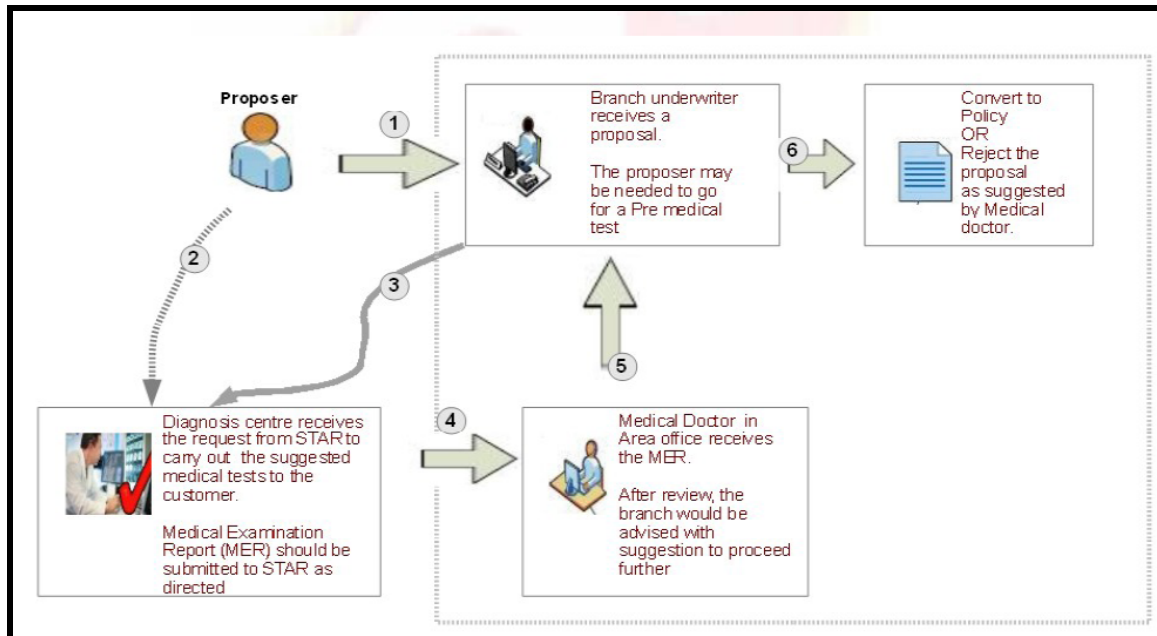 Proposer
1
Branch underwriter
receives a
proposal.
The proposer may
be needed to go
for a Pre medical
test
6
Convert to
Policy
OR
Reject the
proposal
as suggested
by Medical
doctor.
2
3
Diagnosis centre receives
the request from STAR to
carry out the suggested
medical tests to the
customer.
Medical Examination
Report (MER) should be
submitted to STAR as
directed
4
5
Medical Doctor in
Area office receives
the MER.
After review, the
branch would be
advised with
suggestion to proceed
further